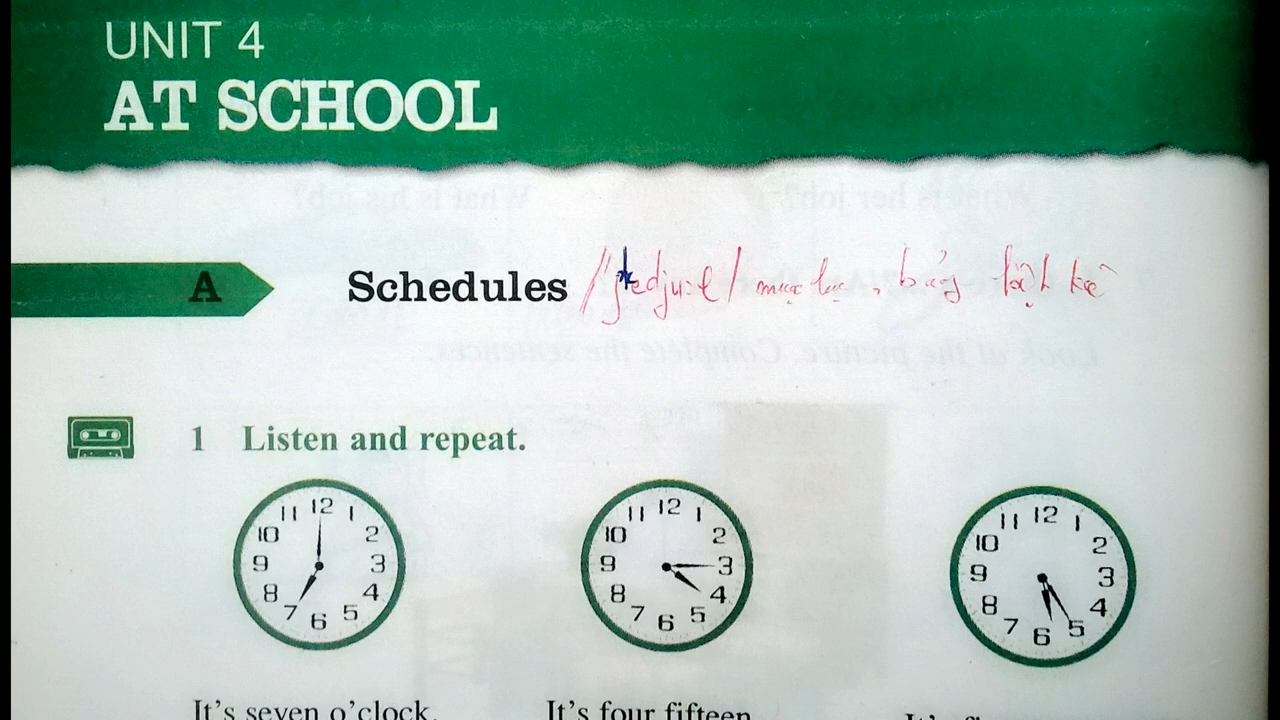 UNIT 4
AT SCHOOL
A Schedules mục lục, bảng liệt kê
1 Listen and repeat.
12 1 2 3 4 5 6 7 8 9 10 11
12 1 2 3 4 5 6 7 8 9 10 11
12 1 2 3 4 5 6 7 8 9 10 11
It's seven o'clock. It's four fifteen